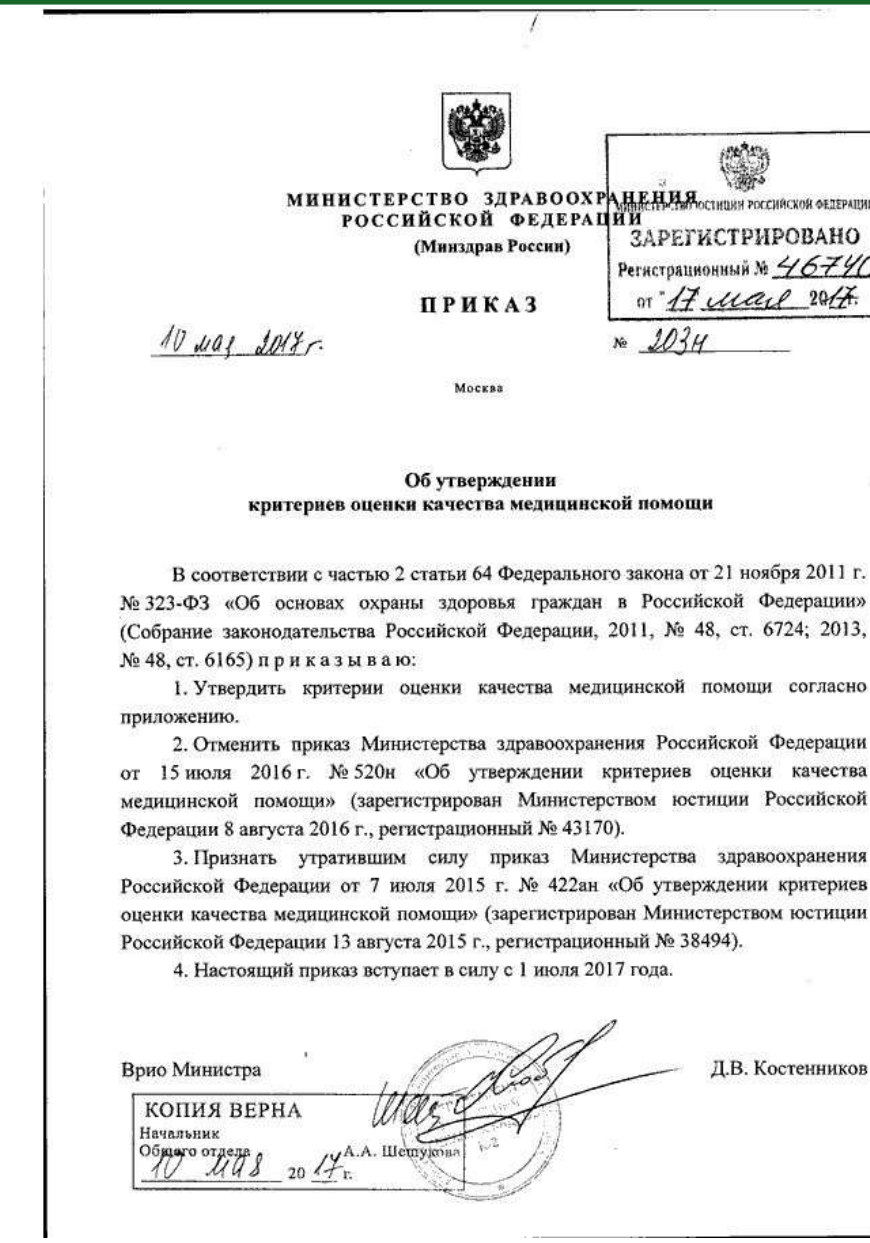 МИНИСТЕРСТВО ЗДРАВООХРАНЕНИЯ
РОССИЙСКОЙ ФЕДЕРАЦИИ
(Минздрав России)
МИНИСТЕРСТВО ЮСТИЦИИ РОССИЙСКОЙ ФЕДЕРАЦИИ
ЗАРЕГИСТРИРОВАНО
Регистрационный № 46740
от "17 мая 2017г.
ПРИКАЗ
10 мая 2017 г.
№ 203н
Москва
Об утверждении
критериев оценки качества медицинской помощи
В соответствии с частью 2 статьи 64 Федерального закона от 21 ноября 2011 г.
№ 323-ФЗ «Об основах охраны здоровья граждан в Российской Федерации»
(Собрание законодательства Российской Федерации, 2011, № 48, ст. 6724; 2013,
№ 48, ст. 6165) п р и к а з ы в а ю:
1. Утвердить критерии оценки качества медицинской помощи согласно
приложению.
2. Отменить приказ Министерства здравоохранения Российской Федерации
от 15 июля 2016 г. № 520н «Об утверждении критериев оценки качества
медицинской помощи» (зарегистрирован Министерством юстиции Российской
Федерации 8 августа 2016 г., регистрационный № 43170).
3. Признать утратившим силу приказ Министерства здравоохранения
Российской Федерации от 7 июля 2015 г. № 422ан «Об утверждении критериев
оценки качества медицинской помощи» (зарегистрирован Министерством юстиции
Российской Федерации 13 августа 2015 г., регистрационный № 38494).
4. Настоящий приказ вступает в силу с 1 июля 2017 года.
Врио Министра
Д.В. Костенников
КОПИЯ ВЕРНА
Начальник
Общего отдела А.А. Шешукова
10 мая 20 17 г.